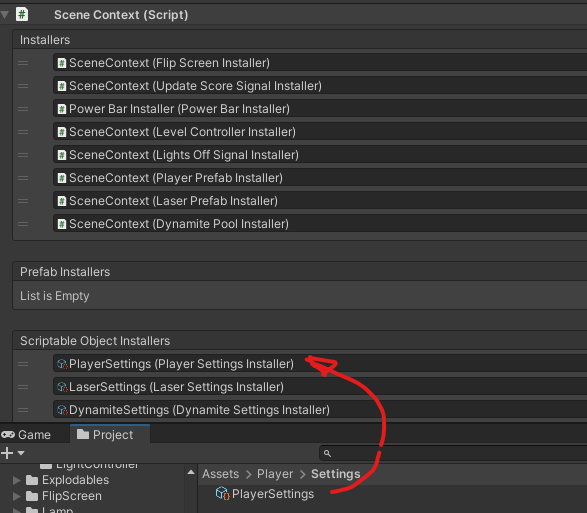 Scene Context (Script)
Installers
SceneContext (Flip Screen Installer)
SceneContext (Update Score Signal Installer)
Power Bar Installer (Power Bar Installer)
SceneContext (Level Controller Installer)
SceneContext (Lights Off Signal Installer)
SceneContext (Player Prefab Installer)
SceneContext (Laser Prefab Installer)
SceneContext (Dynamite Pool Installer)
Prefab Installers
List is Empty
Scriptable Object Installers
PlayerSettings (Player Settings Installer)
LaserSettings (Laser Settings Installer)
DynamiteSettings (Dynamite Settings Installer)
Game Project
LightController
Assets Player Settings
Explodables
PlayerSettings
FlipScreen
Lamp